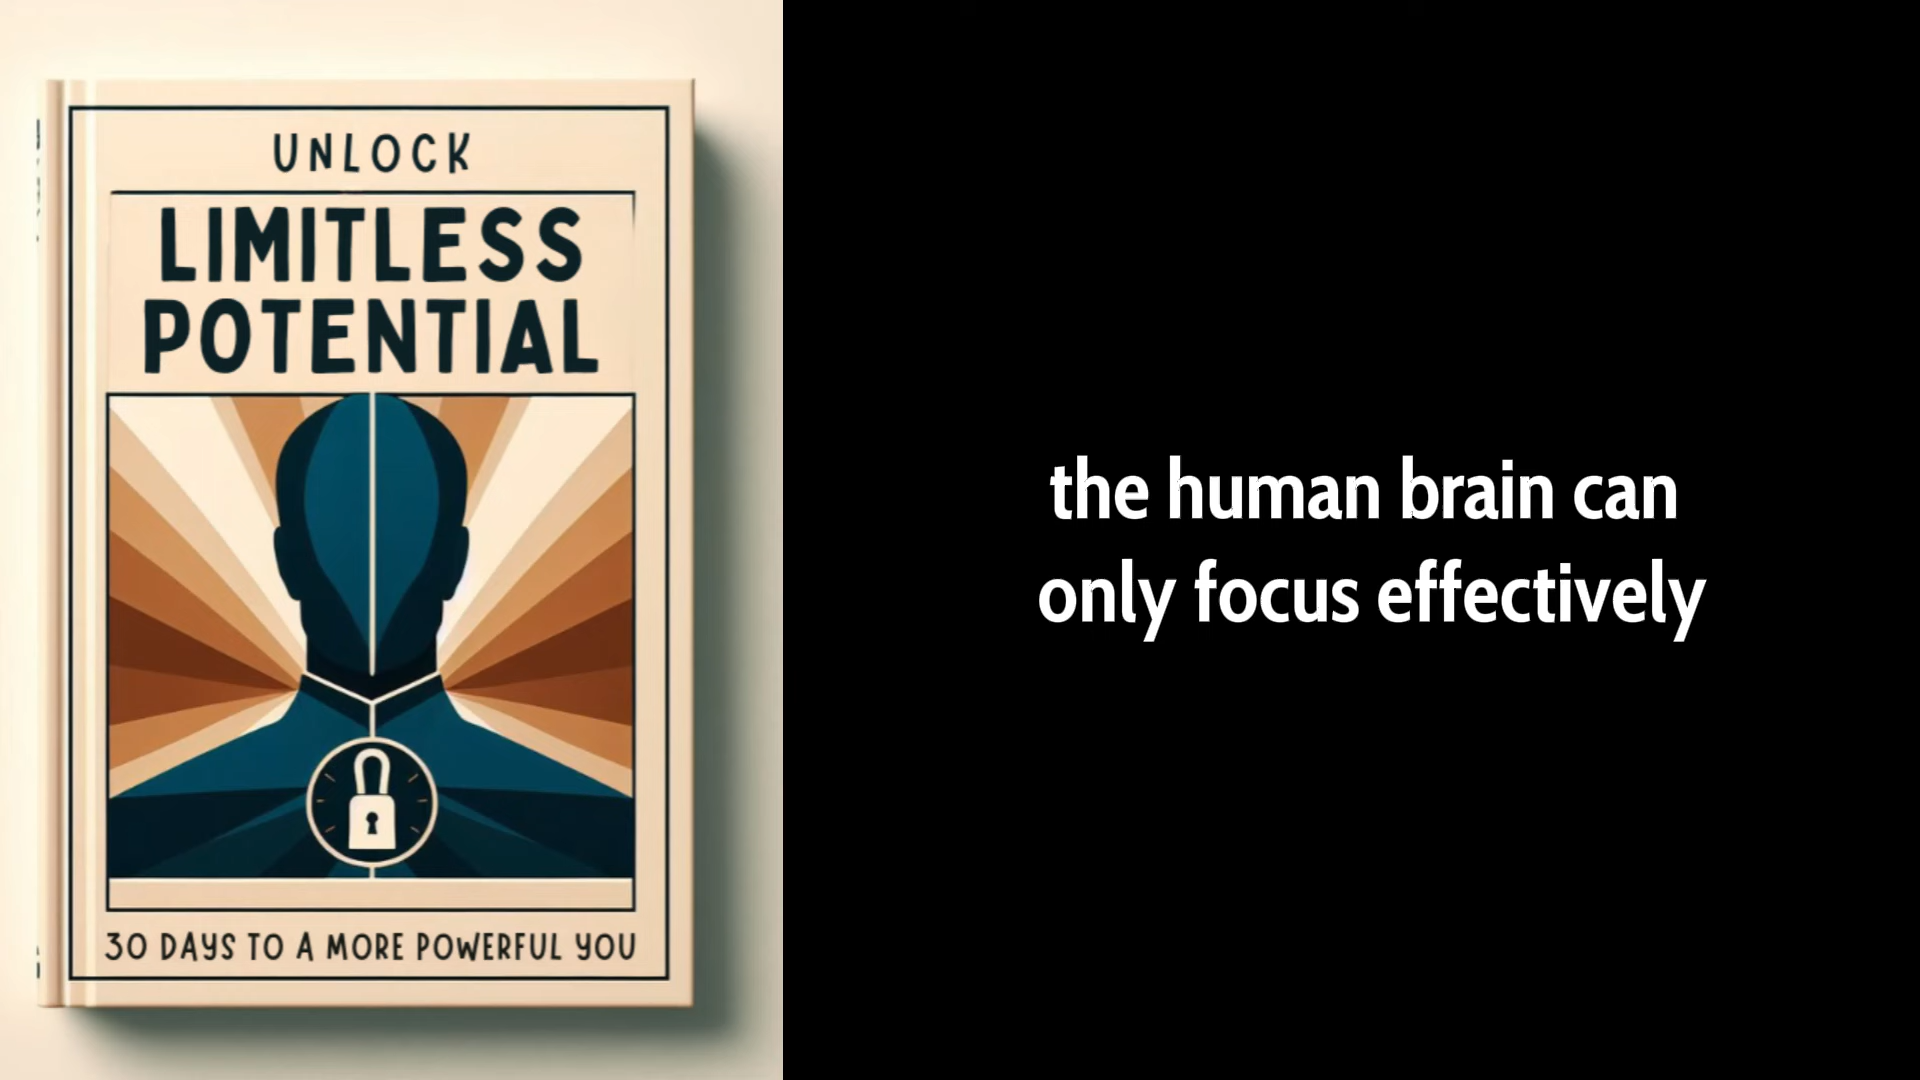 UNLOCK
LIMITLESS
POTENTIAL
30 DAYS TO A MORE POWERFUL YOU
the human brain can
only focus effectively